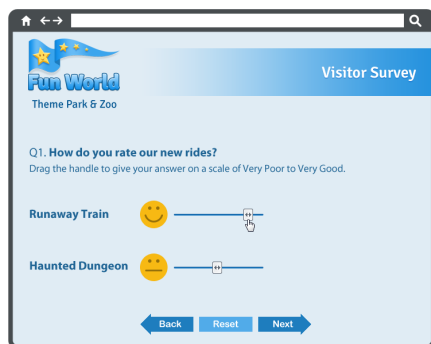 Fun World
Visitor Survey
Theme Park & Zoo
Q1. How do you rate our new rides?
Drag the handle to give your answer on a scale of Very Poor to Very Good.
Runaway Train
Haunted Dungeon
Back Reset Next